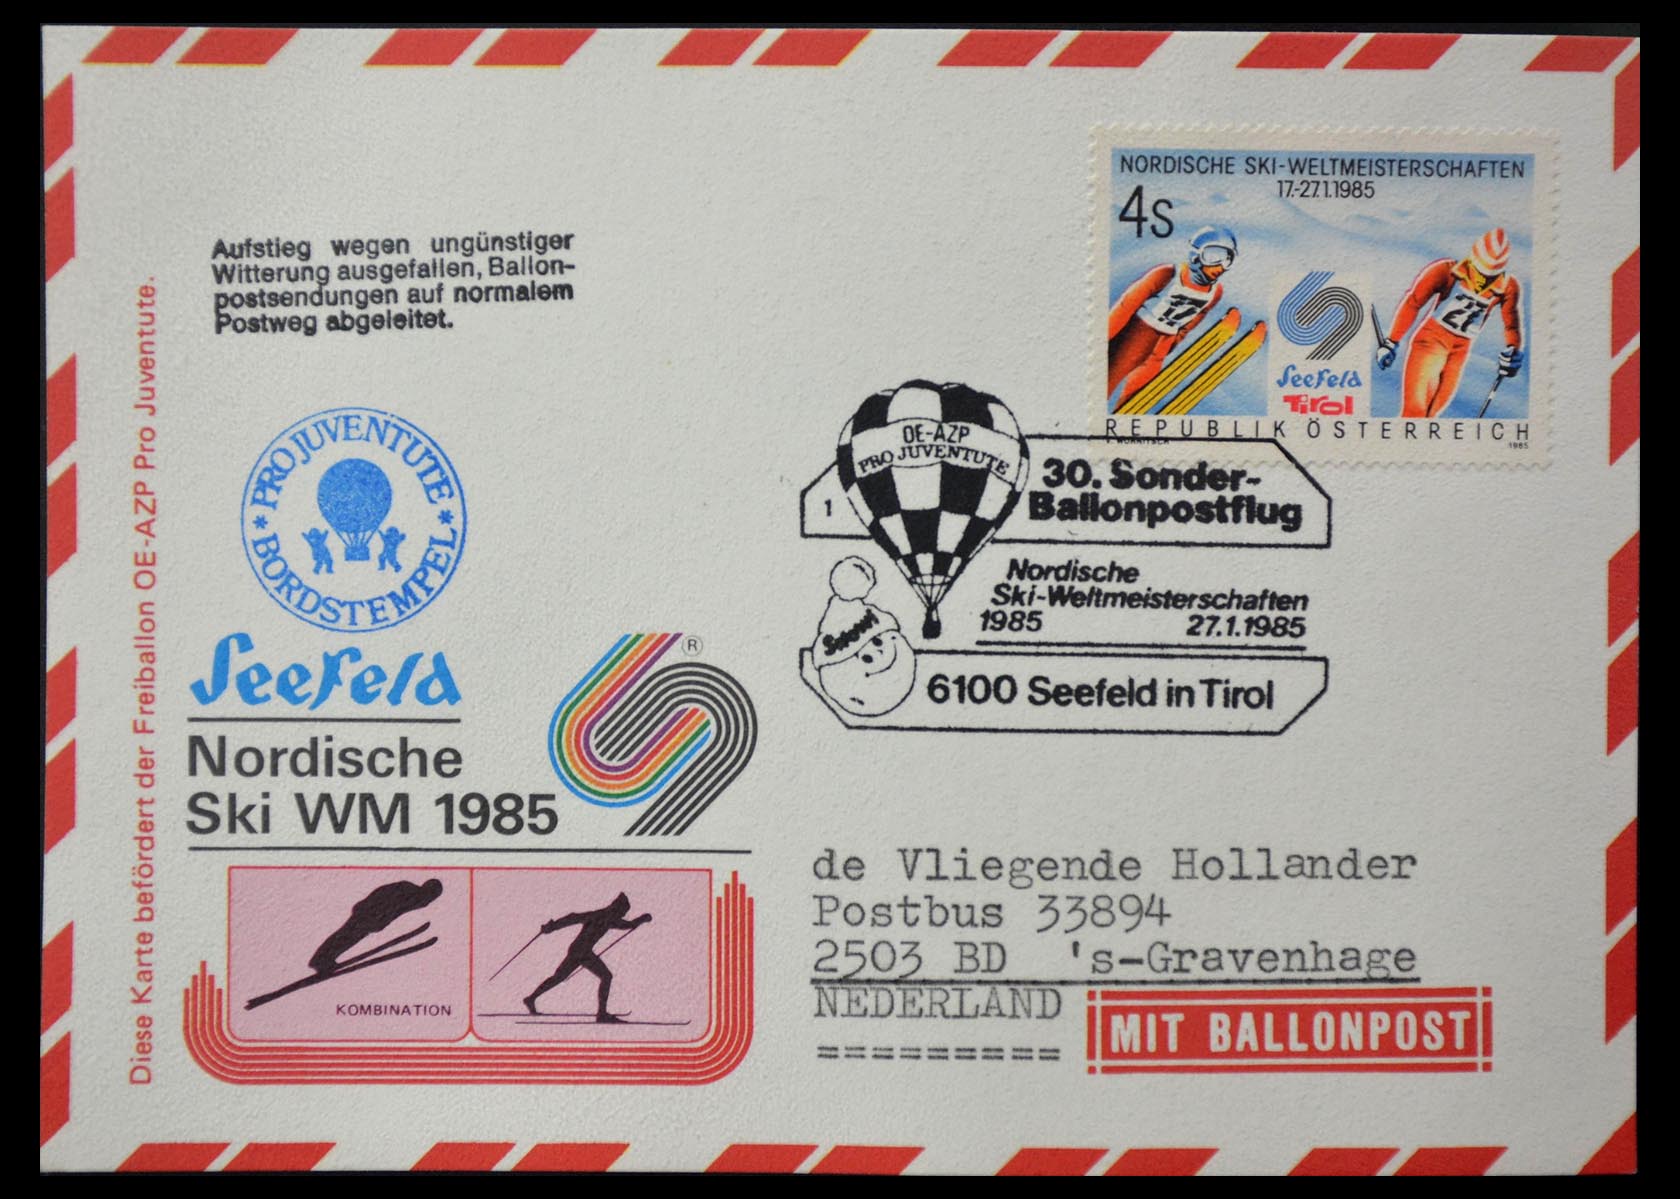 NORDISCHE SKI-WELTMEISTERSCHAFTEN
17.-27.1.1985
4S
Seefeld
Tirol
REPUBLIK ÖSTERREICH
1985
Aufstieg wegen ungünstiger
Witterung ausgefallen, Ballon-
postsendungen auf normalem
Postweg abgeleitet.
Diese Karte befördert der Freiballon OE-AZP Pro Juventute.
*PRO JUVENTUTE*
BORDSTEMPEL
OE-AZP
PRO JUVENTUTE
1
30. Sonder-
Ballonpostflug
Nordische
Ski-Weltmeisterschaften
1985 27.1.1985
Snowi
6100 Seefeld in Tirol
Seefeld
®
Nordische
Ski WM 1985
KOMBINATION
de Vliegende Hollander
Postbus 33894
2503 BD 's-Gravenhage
NEDERLAND
=========
MIT BALLONPOST